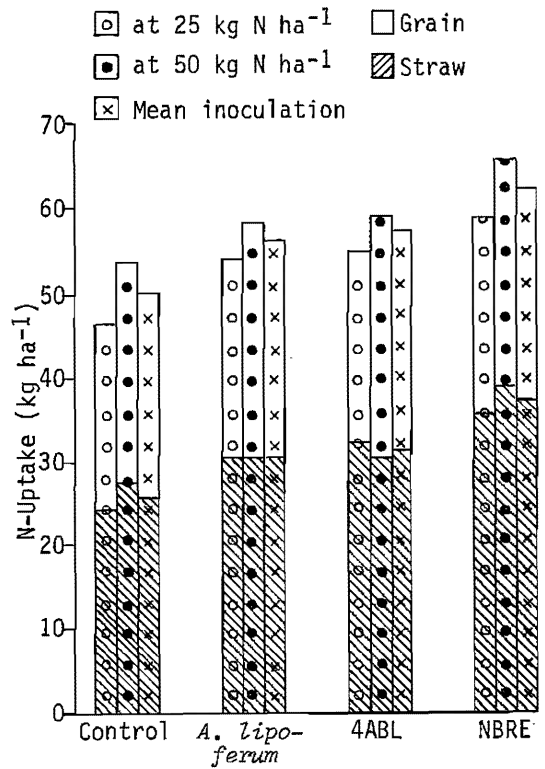 at 25 kg N ha⁻¹ Grain
at 50 kg N ha⁻¹ Straw
Mean inoculation
70
60
50
40
30
20
10
0
N-Uptake (kg ha⁻¹)
Control A. lipo- 4ABL NBRE
ferum